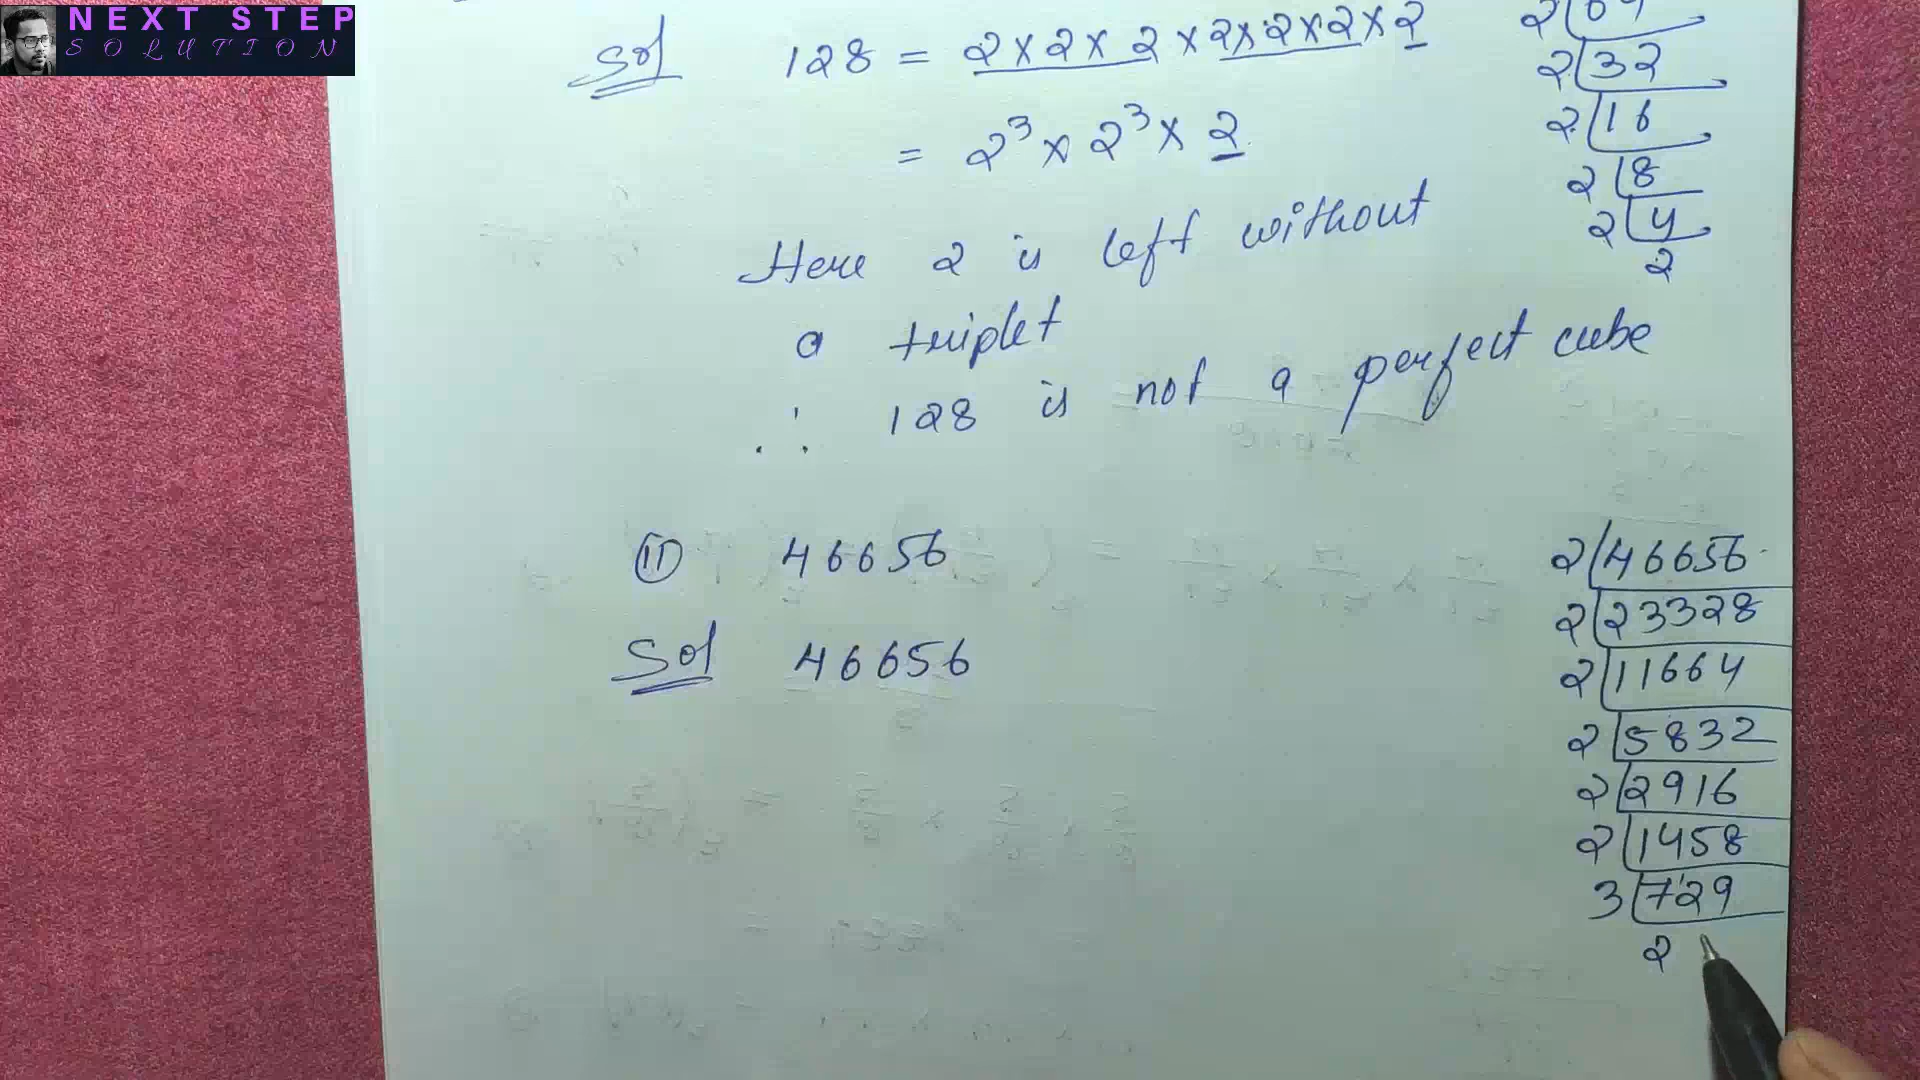 NEXT STEP
SOLUTION
Sol 128 = 2 × 2 × 2 × 2 × 2 × 2 × 2
= 2³ × 2³ × 2
Here 2 is left without
a triplet
∴ 128 is not a perfect cube
2 64
2 32
2 16
2 8
2 4
2
(II) 46656
Sol 46656
2 46656
2 23328
2 11664
2 5832
2 2916
2 1458
3 729
2